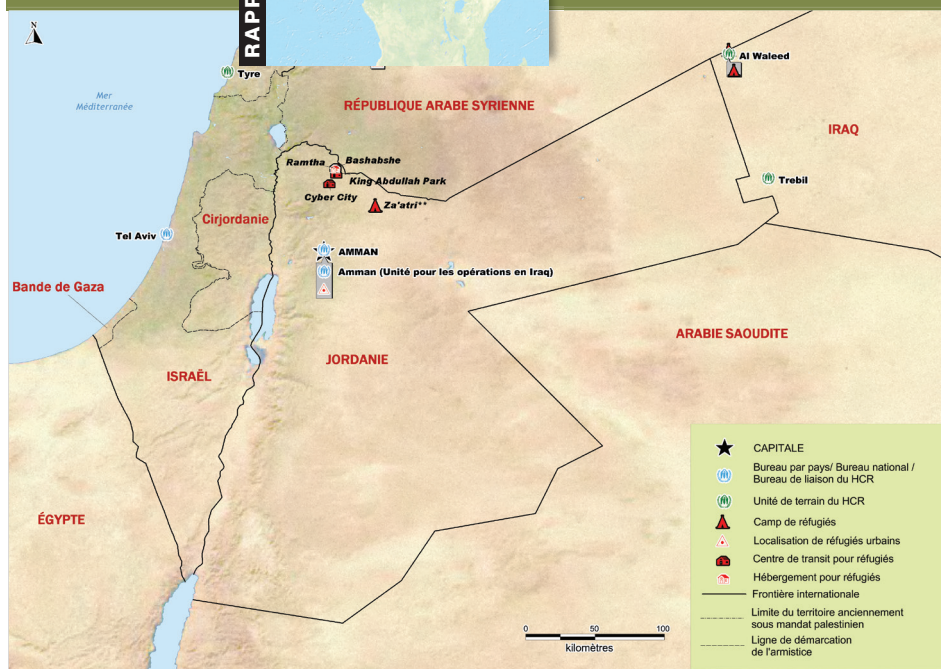 RAPP
N
Tyre
Al Waleed
Mer
Méditerranée
RÉPUBLIQUE ARABE SYRIENNE
IRAQ
Ramtha
Bashabshe
King Abdullah Park
Trebil
Cyber City
Za'atri**
Cirjordanie
Tel Aviv
AMMAN
Amman (Unité pour les opérations en Iraq)
Bande de Gaza
ARABIE SAOUDITE
JORDANIE
ISRAËL
ÉGYPTE
CAPITALE
Bureau par pays/ Bureau national /
Bureau de liaison du HCR
Unité de terrain du HCR
Camp de réfugiés
Localisation de réfugiés urbains
Centre de transit pour réfugiés
Hébergement pour réfugiés
Frontière internationale
Limite du territoire anciennement
sous mandat palestinien
Ligne de démarcation
de l'armistice
0 50 100
kilomètres